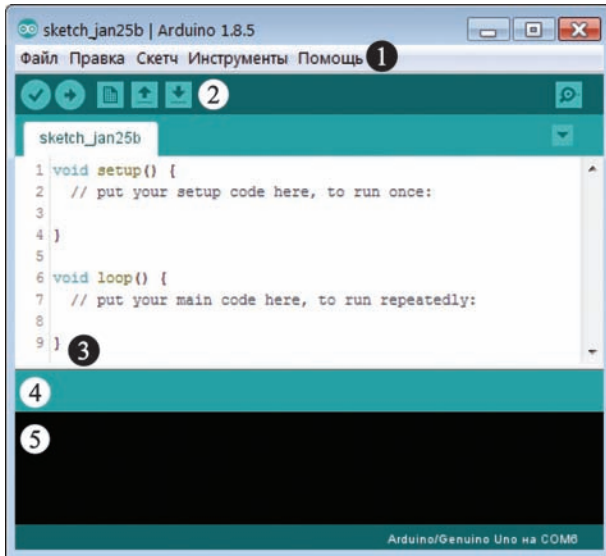 sketch_jan25b | Arduino 1.8.5
Файл Правка Скетч Инструменты Помощь 1
2
sketch_jan25b
1 void setup() {
2 // put your setup code here, to run once:
3
4 }
5
6 void loop() {
7 // put your main code here, to run repeatedly:
8
9 } 3
4
5
Arduino/Genuino Uno на COM6